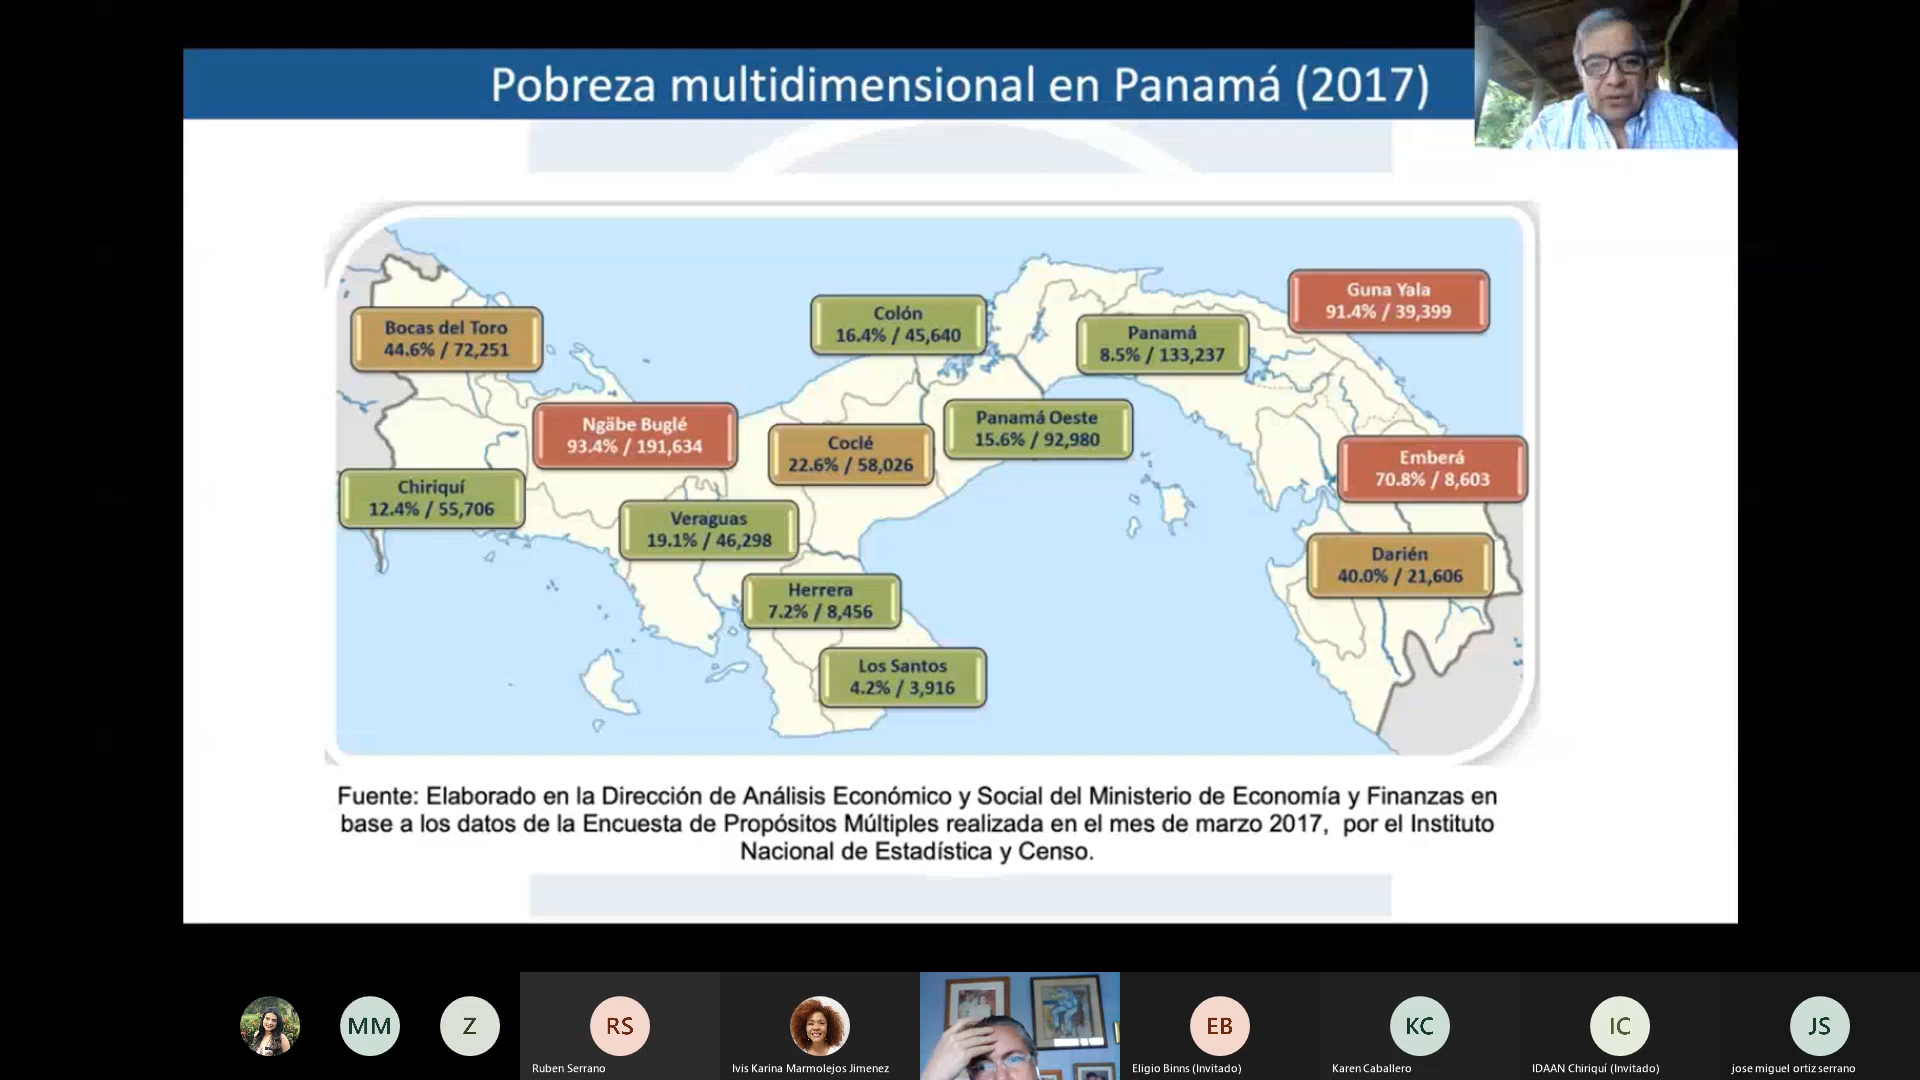 Pobreza multidimensional en Panamá (2017)
Bocas del Toro
44.6% / 72,251
Colón
16.4% / 45,640
Panamá
8.5% / 133,237
Guna Yala
91.4% / 39,399
Ngäbe Buglé
93.4% / 191,634
Coclé
22.6% / 58,026
Panamá Oeste
15.6% / 92,980
Emberá
70.8% / 8,603
Chiriquí
12.4% / 55,706
Veraguas
19.1% / 46,298
Darién
40.0% / 21,606
Herrera
7.2% / 8,456
Los Santos
4.2% / 3,916
Fuente: Elaborado en la Dirección de Análisis Económico y Social del Ministerio de Economía y Finanzas en
base a los datos de la Encuesta de Propósitos Múltiples realizada en el mes de marzo 2017, por el Instituto
Nacional de Estadística y Censo.
MM
Z
RS
Ruben Serrano
Ivis Karina Marmolejos Jimenez
EB
Eligio Binns (Invitado)
KC
Karen Caballero
IC
IDAAN Chiriquí (Invitado)
JS
jose miguel ortiz serrano